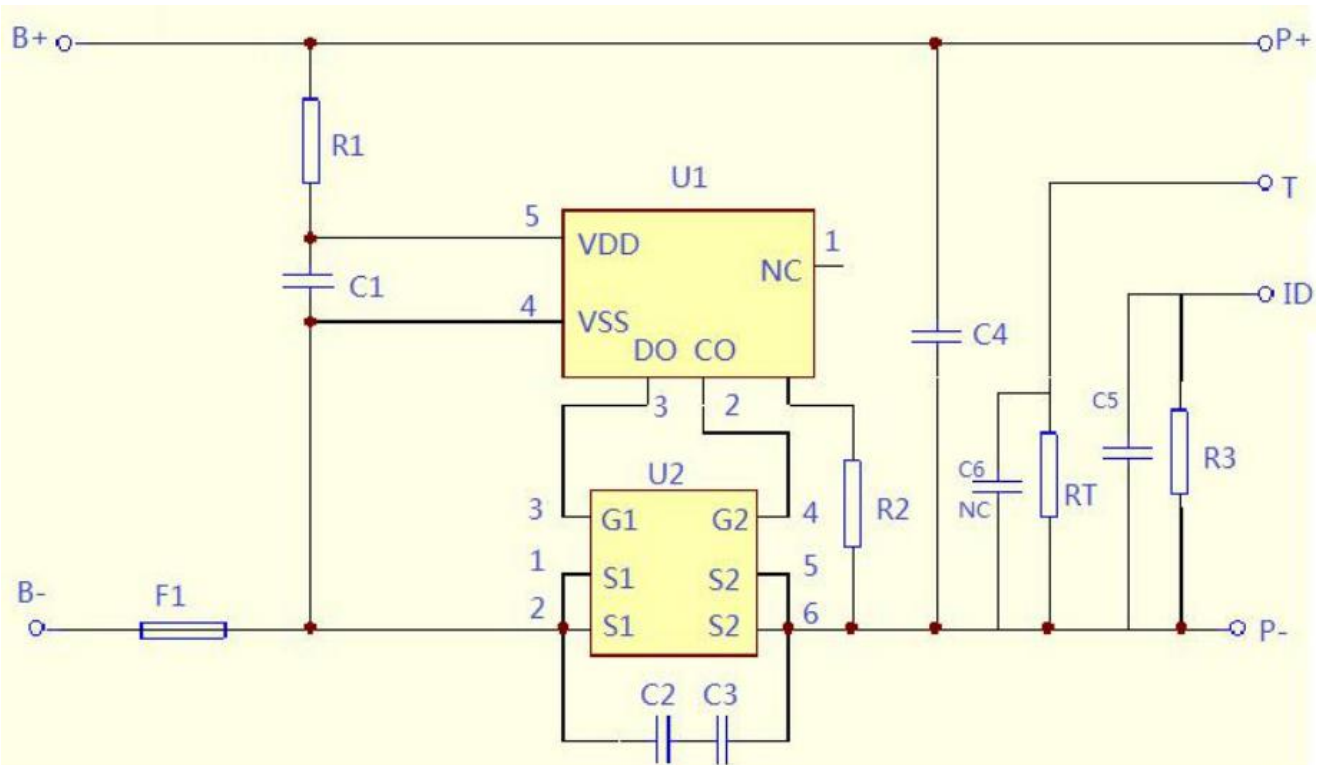 B+
P+
R1
U1
T
5
VDD
1
NC
C1
ID
4
VSS
DO CO
C4
3
2
C5
U2
C6
R3
3
G1
G2
4
R2
NC
RT
1
S1
S2
5
B-
F1
2
S1
S2
6
P-
C2 C3